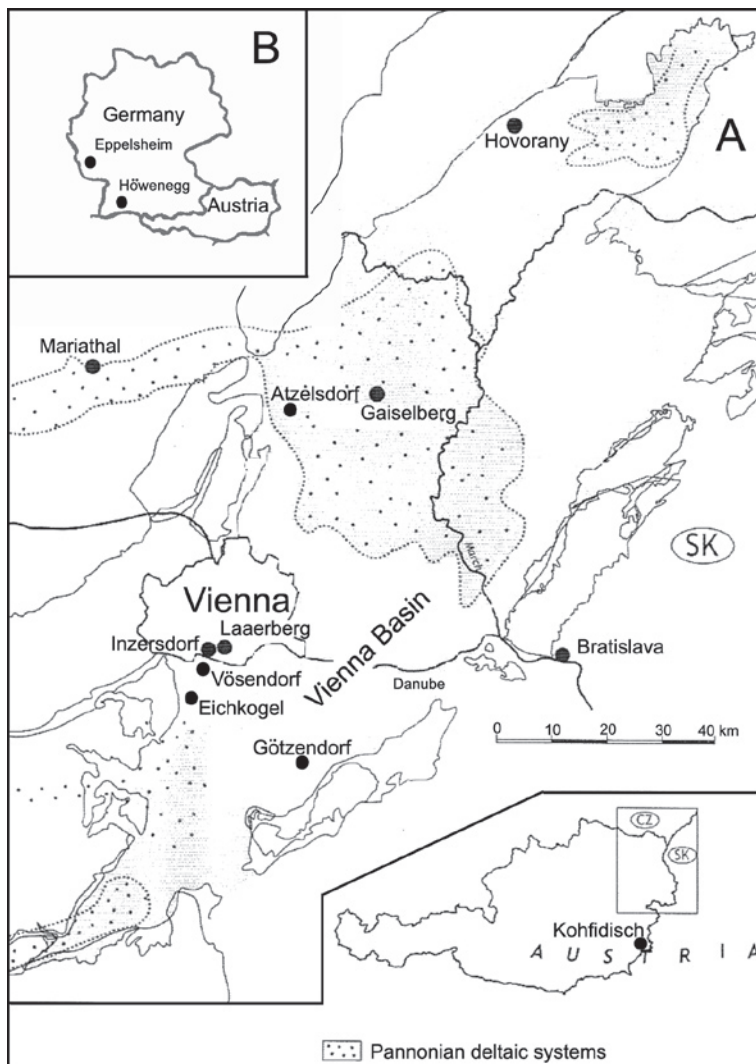 B
Germany
Eppelsheim
Höwenegg
Austria
A
Hovorany
Mariathal
Atzelsdorf
Gaiselberg
SK
March
Vienna
Inzersdorf
Laaerberg
Vösendorf
Eichkogel
Vienna Basin
Bratislava
Danube
Götzendorf
0 10 20 30 40 km
CZ
SK
Kohfidisch
A U S T R I A
Pannonian deltaic systems